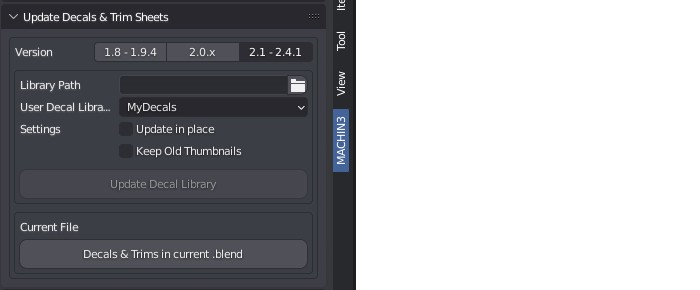 Update Decals & Trim Sheets
Version 1.8 - 1.9.4 2.0.x 2.1 - 2.4.1
Library Path
User Decal Libra... MyDecals
Settings Update in place
Keep Old Thumbnails
Update Decal Library
Current File
Decals & Trims in current .blend
Ite
Tool
View
MACHIN3